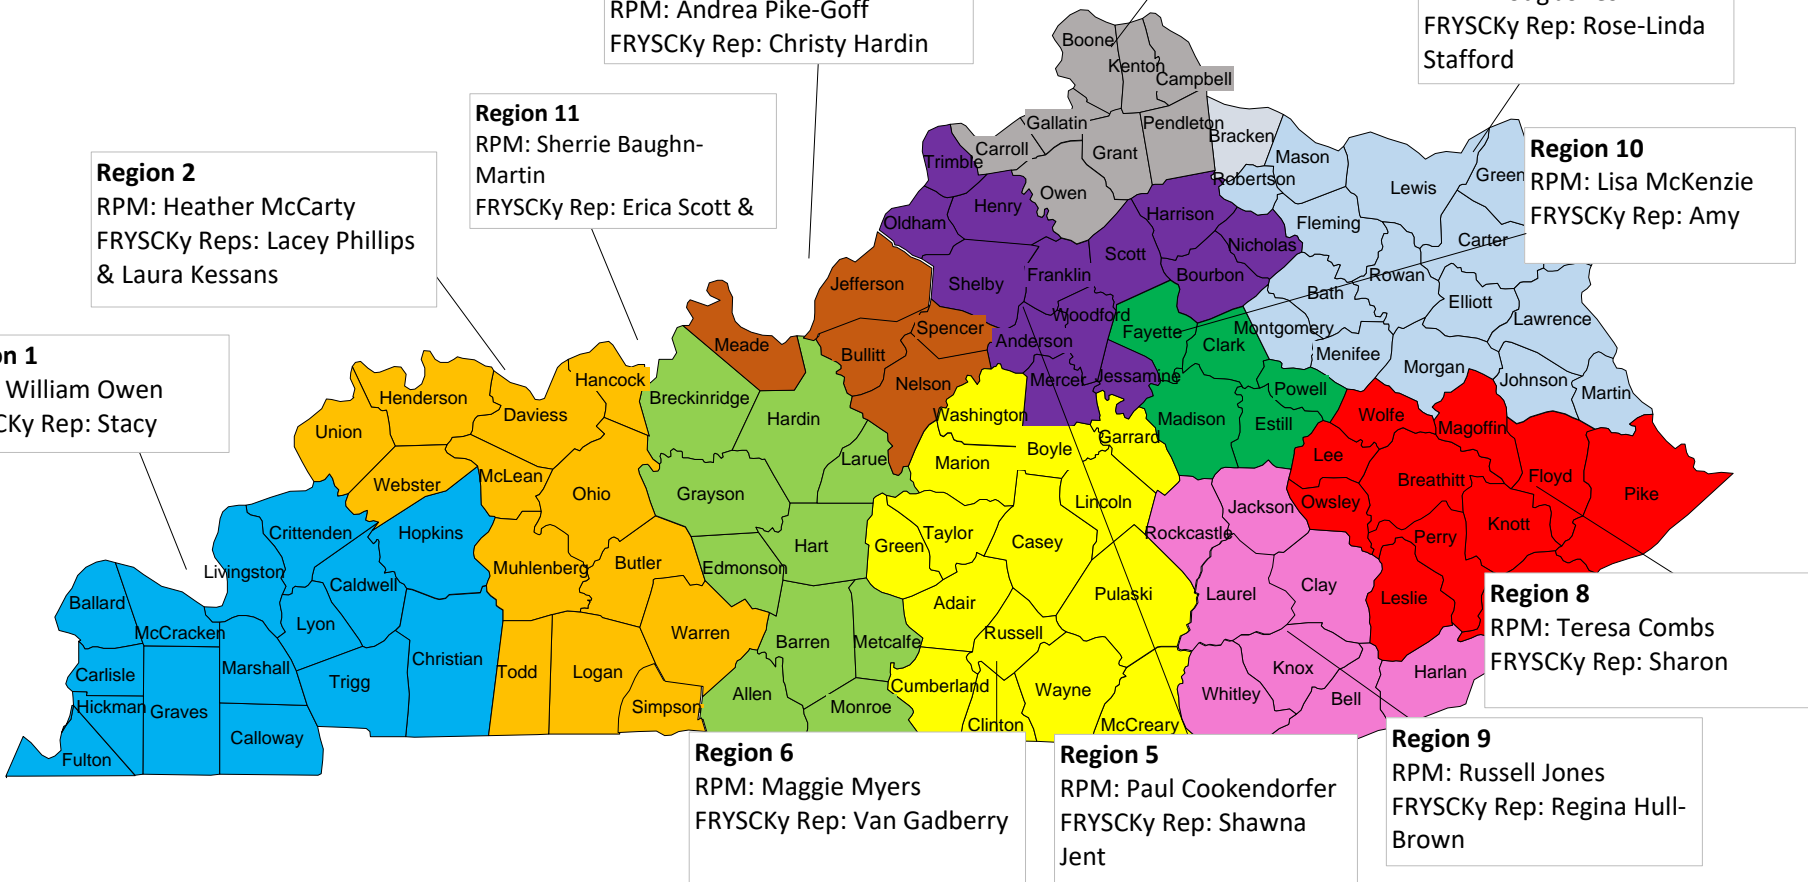 RPM: Andrea Pike-Goff
FRYSCKy Rep: Christy Hardin
FRYSCKy Rep: Rose-Linda
Stafford
Region 11
RPM: Sherrie Baughn-
Martin
FRYSCKy Rep: Erica Scott &
Region 2
RPM: Heather McCarty
FRYSCKy Reps: Lacey Phillips
& Laura Kessans
Region 10
RPM: Lisa McKenzie
FRYSCKy Rep: Amy
on 1
William Owen
CKy Rep: Stacy
Boone
Kenton
Campbell
Gallatin
Pendleton
Bracken
Carroll
Grant
Mason
Trimble
Owen
Robertson
Lewis
Green
Henry
Harrison
Oldham
Fleming
Nicholas
Carter
Scott
Jefferson
Shelby
Franklin
Bourbon
Rowan
Bath
Elliott
Woodford
Lawrence
Spencer
Fayette
Montgomery
Meade
Anderson
Clark
Bullitt
Menifee
Morgan
Hancock
Nelson
Mercer
Jessamine
Powell
Johnson
Martin
Henderson
Breckinridge
Daviess
Hardin
Washington
Madison
Estill
Wolfe
Magoffin
Union
Larue
Marion
Boyle
Garrard
Lee
Webster
McLean
Ohio
Grayson
Lincoln
Jackson
Owsley
Breathitt
Floyd
Pike
Crittenden
Hopkins
Hart
Green
Taylor
Casey
Rockcastle
Perry
Knott
Livingston
Muhlenberg
Butler
Edmonson
Caldwell
Ballard
Adair
Pulaski
Laurel
Clay
Leslie
McCracken
Lyon
Warren
Barren
Metcalfe
Russell
Carlisle
Marshall
Trigg
Christian
Todd
Logan
Allen
Cumberland
Wayne
Whitley
Knox
Harlan
Hickman
Graves
Simpson
Monroe
Bell
Calloway
Clinton
McCreary
Fulton
Region 8
RPM: Teresa Combs
FRYSCKy Rep: Sharon
Region 6
RPM: Maggie Myers
FRYSCKy Rep: Van Gadberry
Region 5
RPM: Paul Cookendorfer
FRYSCKy Rep: Shawna
Jent
Region 9
RPM: Russell Jones
FRYSCKy Rep: Regina Hull-
Brown